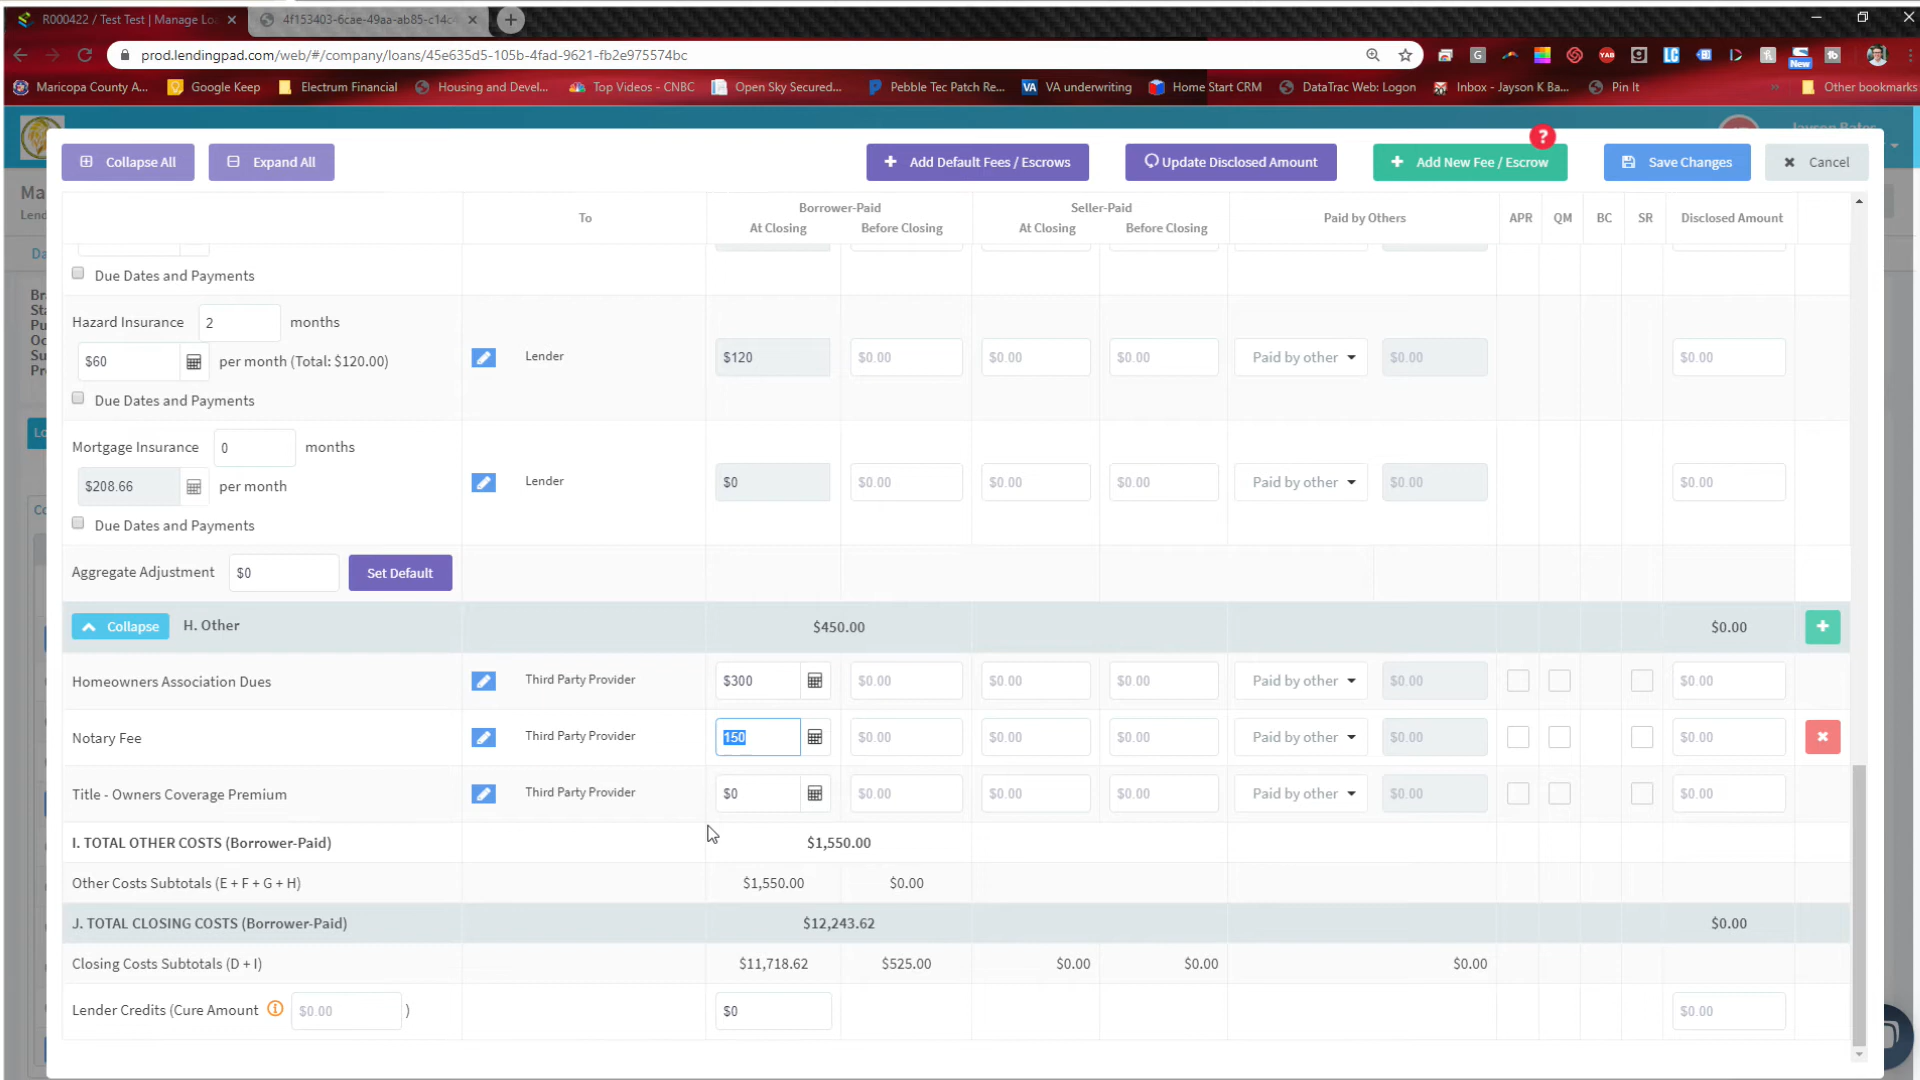 R000422 / Test Test | Manage Loa
4f153403-6cae-49aa-ab85-c14c-
prod.lendingpad.com/web/#/company/loans/45e635d5-105b-4fad-9621-fb2e975574bc
Maricopa County A... Google Keep Electrum Financial Housing and Devel... Top Videos - CNBC Open Sky Secured... Pebble Tec Patch Re... VA underwriting Home Start CRM DataTrac Web: Logon Inbox - Jayson K Ba... Pin It » Other bookmarks
New
?
Collapse All Expand All Add Default Fees / Escrows Update Disclosed Amount Add New Fee / Escrow Save Changes Cancel
To Borrower-Paid Seller-Paid Paid by Others APR QM BC SR Disclosed Amount
At Closing Before Closing At Closing Before Closing
Due Dates and Payments
Hazard Insurance 2 months
$60 per month (Total: $120.00) Lender $120 $0.00 $0.00 $0.00 Paid by other $0.00 $0.00
Due Dates and Payments
Mortgage Insurance 0 months
$208.66 per month Lender $0 $0.00 $0.00 $0.00 Paid by other $0.00 $0.00
Due Dates and Payments
Aggregate Adjustment $0 Set Default
Collapse H. Other $450.00 $0.00
Homeowners Association Dues Third Party Provider $300 $0.00 $0.00 $0.00 Paid by other $0.00 $0.00
Notary Fee Third Party Provider 150 $0.00 $0.00 $0.00 Paid by other $0.00 $0.00
Title - Owners Coverage Premium Third Party Provider $0 $0.00 $0.00 $0.00 Paid by other $0.00 $0.00
I. TOTAL OTHER COSTS (Borrower-Paid) $1,550.00
Other Costs Subtotals (E + F + G + H) $1,550.00 $0.00
J. TOTAL CLOSING COSTS (Borrower-Paid) $12,243.62 $0.00
Closing Costs Subtotals (D + I) $11,718.62 $525.00 $0.00 $0.00 $0.00
Lender Credits (Cure Amount $0.00 ) $0 $0.00